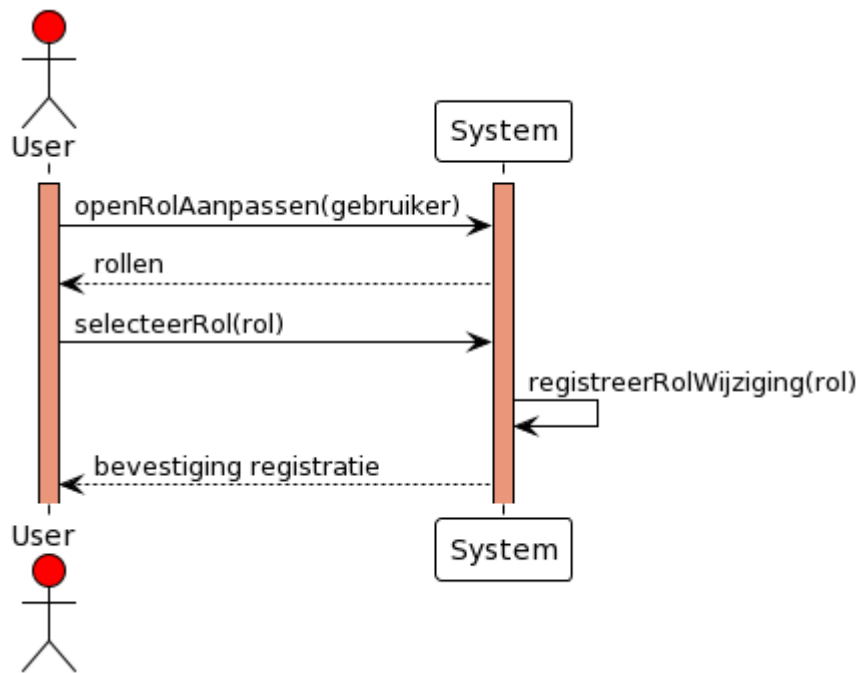 User
System
openRolAanpassen(gebruiker)
rollen
selecteerRol(rol)
registreerRolWijziging(rol)
bevestiging registratie
User
System